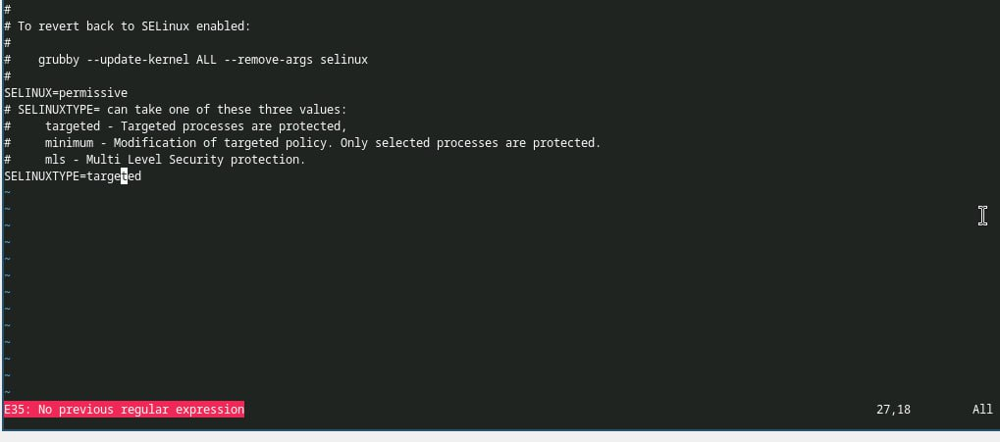 #
# To revert back to SELinux enabled:
#
#    grubby --update-kernel ALL --remove-args selinux
#
SELINUX=permissive
# SELINUXTYPE= can take one of these three values:
#     targeted - Targeted processes are protected,
#     minimum - Modification of targeted policy. Only selected processes are protected.
#     mls - Multi Level Security protection.
SELINUXTYPE=targeted
~
~
~
~
~
~
~
~
~
~
~
~
~
E35: No previous regular expression 27,18 All